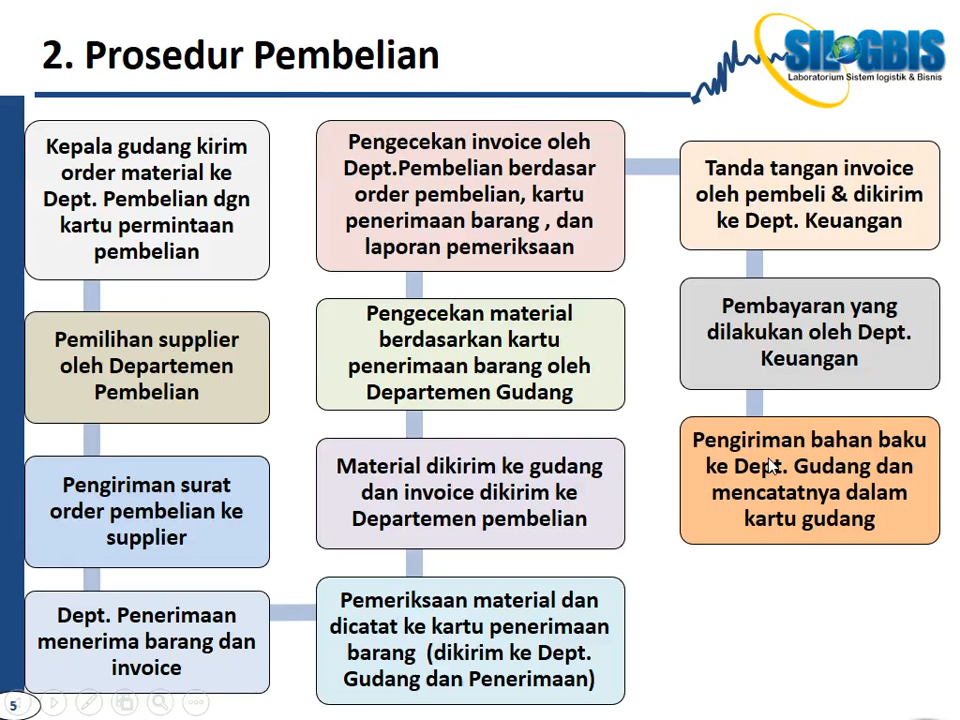 2. Prosedur Pembelian
SILOGBIS
Laboratorium Sistem logistik & Bisnis
Kepala gudang kirim
order material ke
Dept. Pembelian dgn
kartu permintaan
pembelian
Pemilihan supplier
oleh Departemen
Pembelian
Pengiriman surat
order pembelian ke
supplier
Dept. Penerimaan
menerima barang dan
invoice
Pemeriksaan material dan
dicatat ke kartu penerimaan
barang (dikirim ke Dept.
Gudang dan Penerimaan)
Material dikirim ke gudang
dan invoice dikirim ke
Departemen pembelian
Pengecekan material
berdasarkan kartu
penerimaan barang oleh
Departemen Gudang
Pengecekan invoice oleh
Dept.Pembelian berdasar
order pembelian, kartu
penerimaan barang , dan
laporan pemeriksaan
Tanda tangan invoice
oleh pembeli & dikirim
ke Dept. Keuangan
Pembayaran yang
dilakukan oleh Dept.
Keuangan
Pengiriman bahan baku
ke Dept. Gudang dan
mencatatnya dalam
kartu gudang
5